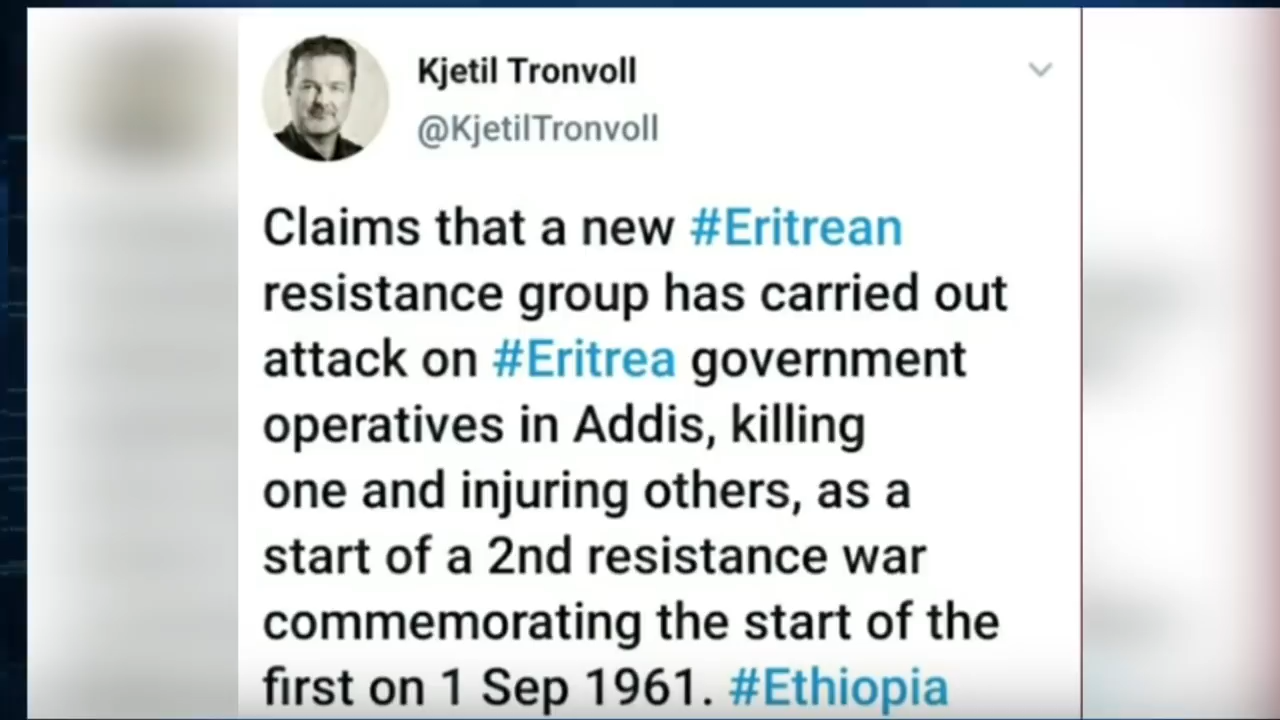 Kjetil Tronvoll
@KjetilTronvoll
Claims that a new #Eritrean
resistance group has carried out
attack on #Eritrea government
operatives in Addis, killing
one and injuring others, as a
start of a 2nd resistance war
commemorating the start of the
first on 1 Sep 1961. #Ethiopia